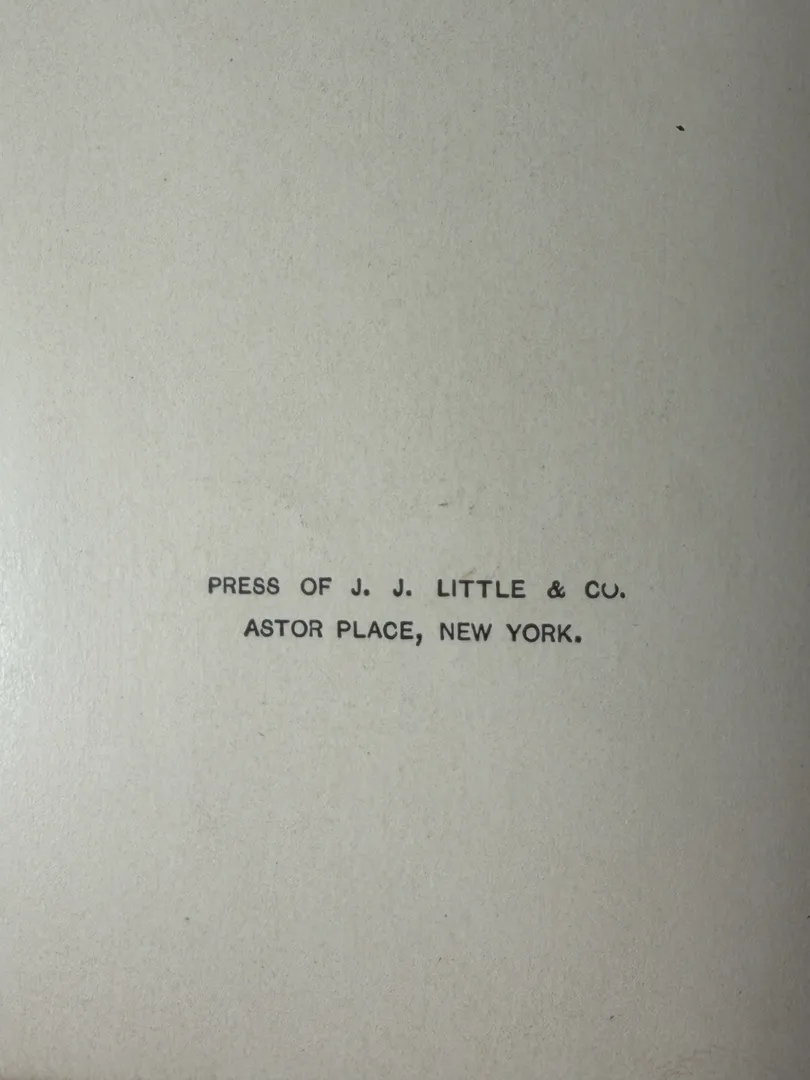 PRESS OF J. J. LITTLE & CO.
ASTOR PLACE, NEW YORK.